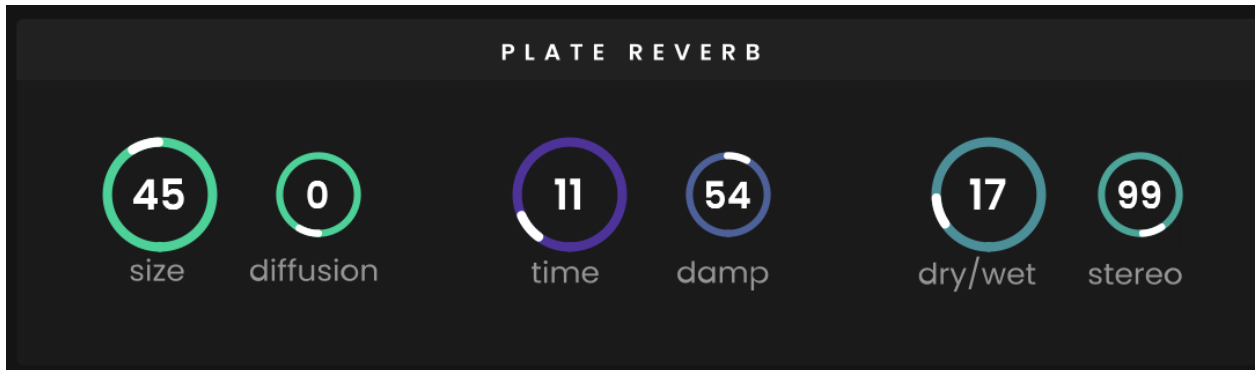 PLATE REVERB
45 0 11 54 17 99
size diffusion time damp dry/wet stereo